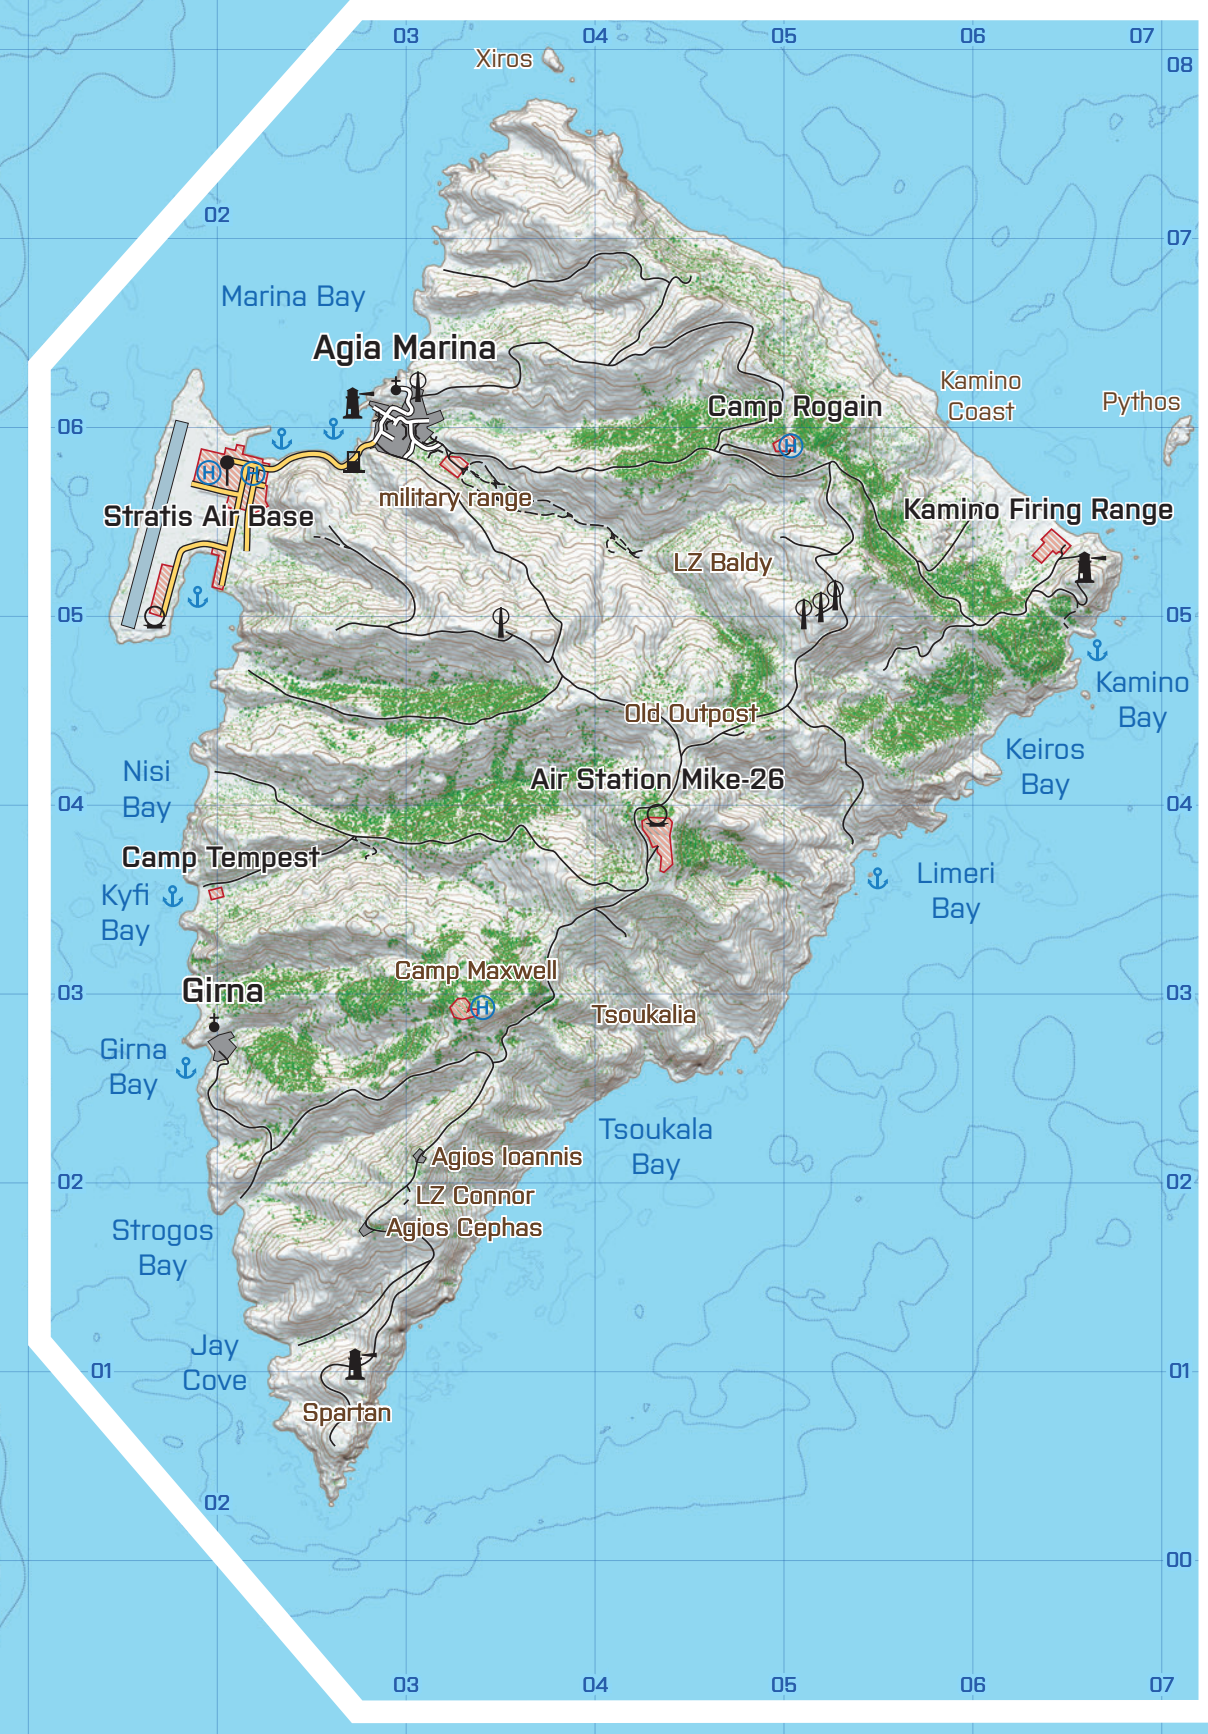 03 04 05 06 07
Xiros
08
02
07
Marina Bay
Agia Marina
Kamino
Coast
Pythos
Camp Rogain
06
H
H
H
military range
Stratis Air Base
Kamino Firing Range
LZ Baldy
05
05
Kamino
Bay
Old Outpost
Keiros
Bay
Nisi
Bay
Air Station Mike-26
04
04
Camp Tempest
Limeri
Bay
Kyfi
Bay
Camp Maxwell
03
03
Girna
H
Tsoukalia
Girna
Bay
Tsoukala
Bay
Agios Ioannis
02
02
LZ Connor
Agios Cephas
Strogos
Bay
Jay
Cove
01
01
Spartan
02
00
03 04 05 06 07